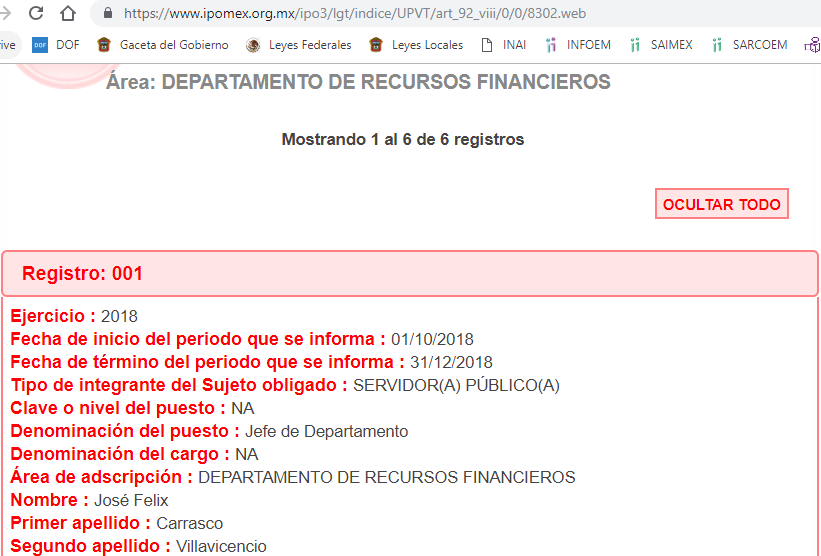 https://www.ipomex.org.mx/ipo3/lgt/indice/UPVT/art_92_viii/0/0/8302.web
ive DOF DOF Gaceta del Gobierno Leyes Federales Leyes Locales INAI INFOEM SAIMEX SARCOEM
Área: DEPARTAMENTO DE RECURSOS FINANCIEROS
Mostrando 1 al 6 de 6 registros
OCULTAR TODO
Registro: 001
Ejercicio : 2018
Fecha de inicio del periodo que se informa : 01/10/2018
Fecha de término del periodo que se informa : 31/12/2018
Tipo de integrante del Sujeto obligado : SERVIDOR(A) PÚBLICO(A)
Clave o nivel del puesto : NA
Denominación del puesto : Jefe de Departamento
Denominación del cargo : NA
Área de adscripción : DEPARTAMENTO DE RECURSOS FINANCIEROS
Nombre : José Felix
Primer apellido : Carrasco
Segundo apellido : Villavicencio